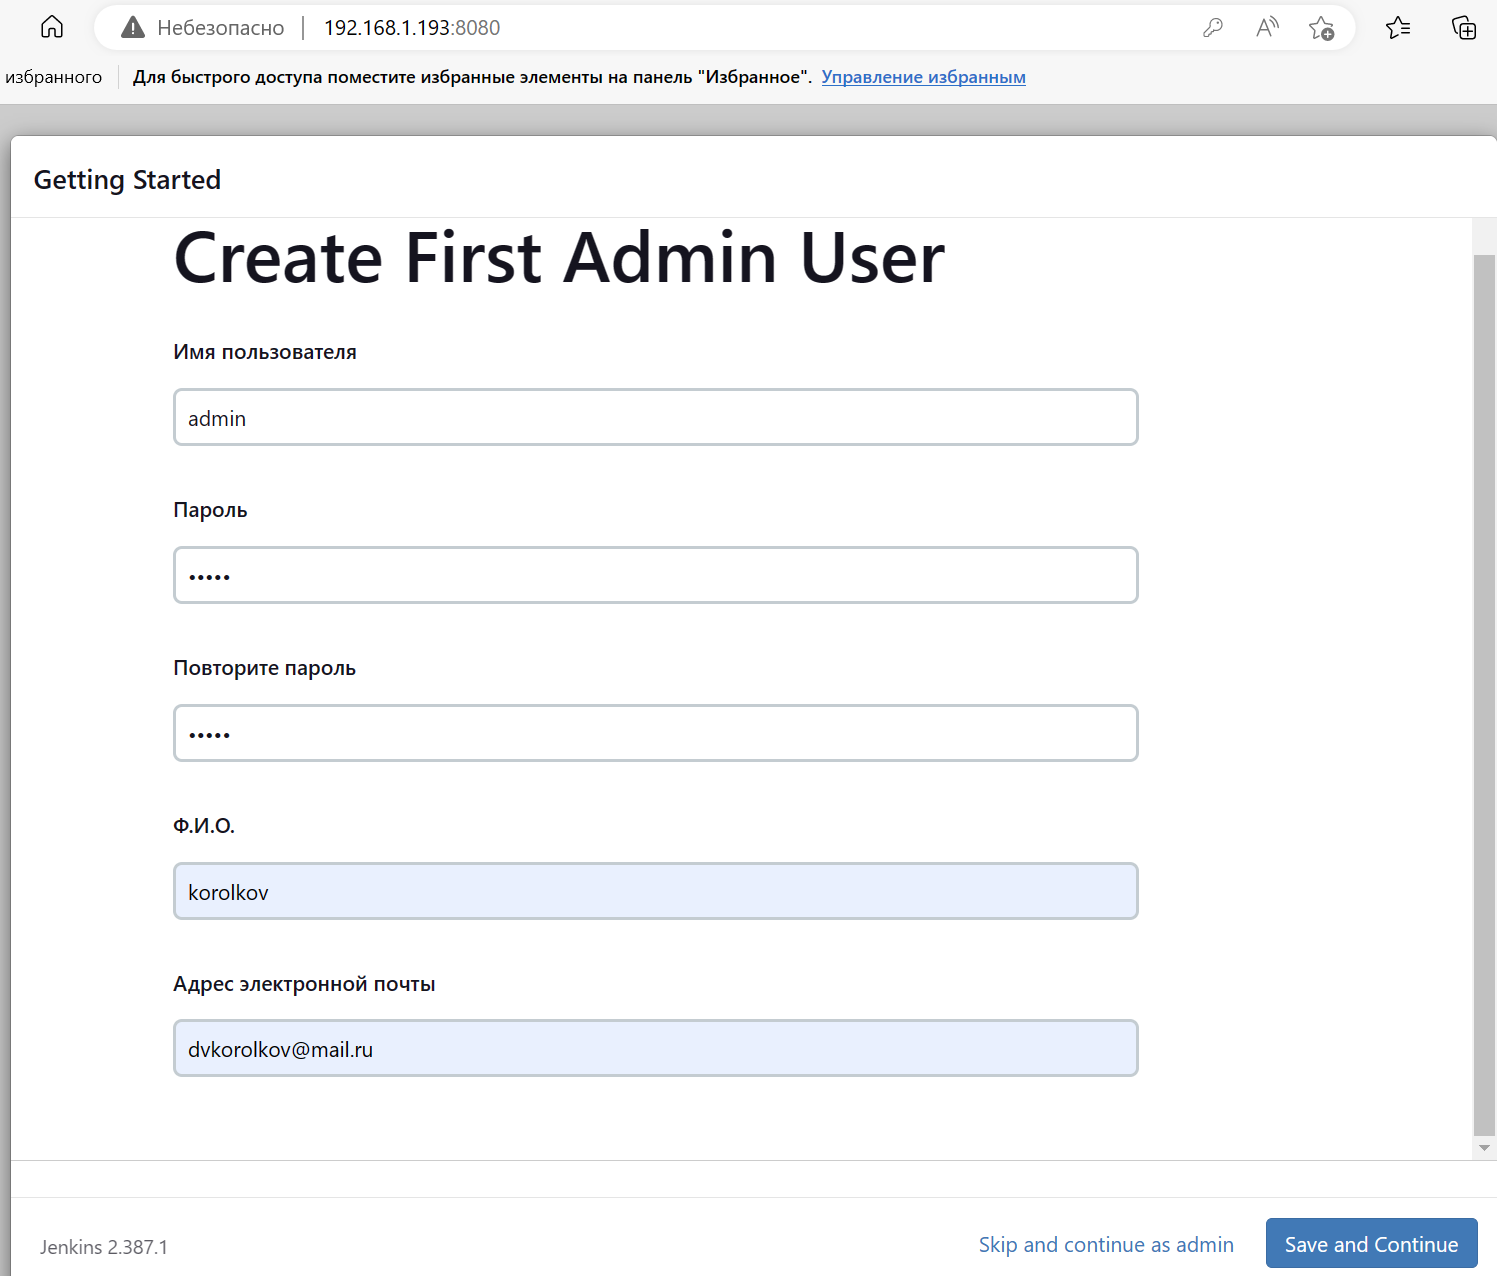 Небезопасно 192.168.1.193:8080
избранного Для быстрого доступа поместите избранные элементы на панель "Избранное". Управление избранным
Getting Started
Create First Admin User
Имя пользователя
admin
Пароль
•••••
Повторите пароль
•••••
Ф.И.О.
korolkov
Адрес электронной почты
dvkorolkov@mail.ru
Jenkins 2.387.1 Skip and continue as admin Save and Continue